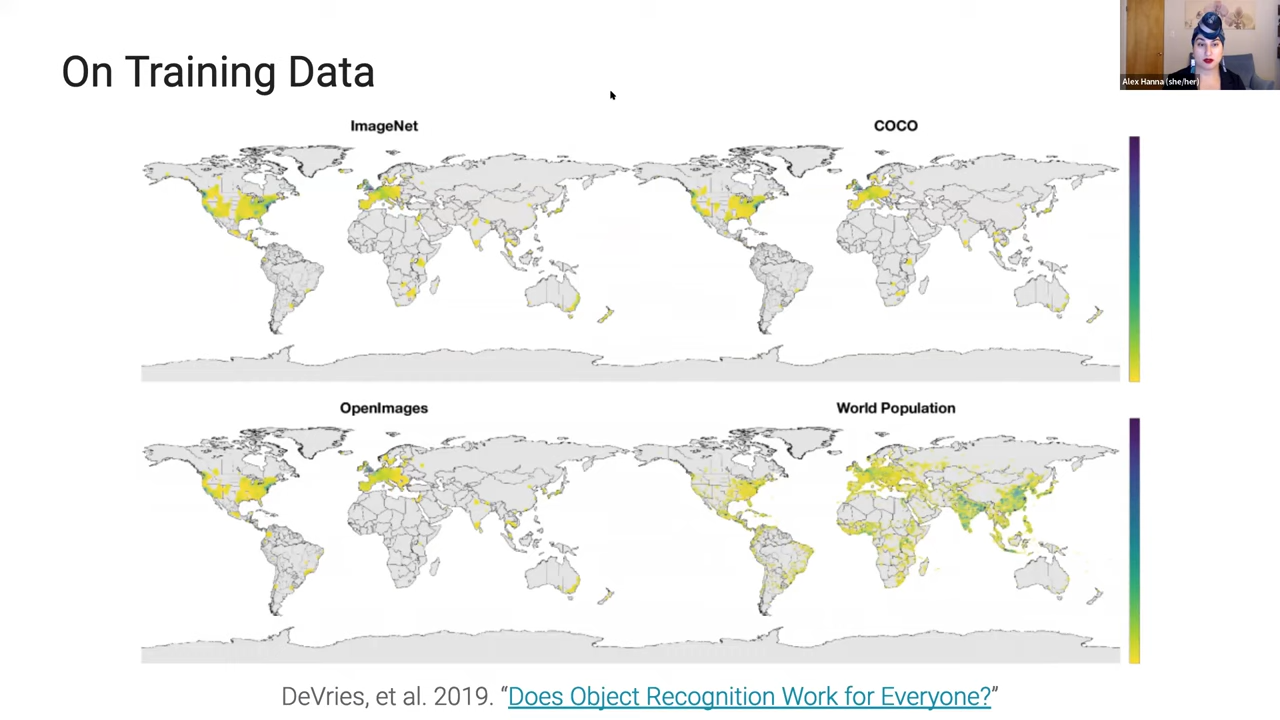 On Training Data
Alex Hanna (she/her)
ImageNet
COCO
OpenImages
World Population
DeVries, et al. 2019. “Does Object Recognition Work for Everyone?”